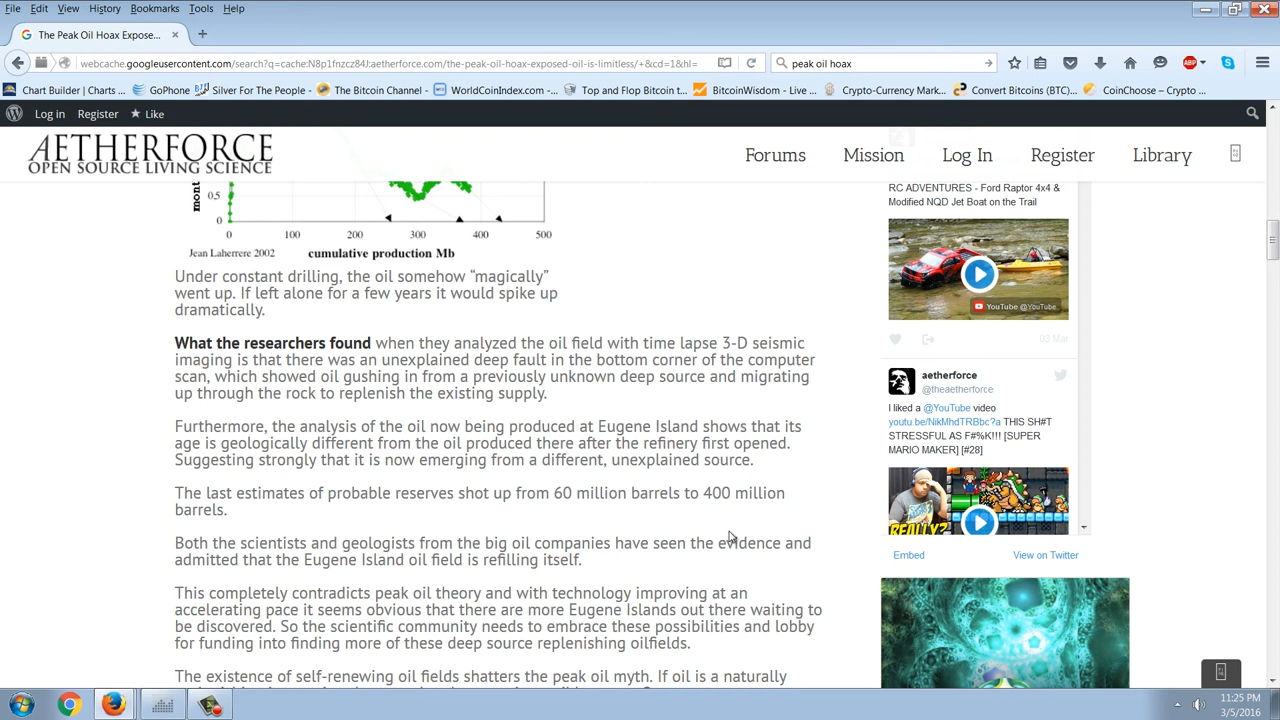 File Edit View History Bookmarks Tools Help
The Peak Oil Hoax Expose...
webcache.googleusercontent.com/search?q=cache:N8p1fnzcz84J:aetherforce.com/the-peak-oil-hoax-exposed-oil-is-limitless/+&cd=1&hl=
peak oil hoax
ABP
Chart Builder | Charts ... GoPhone Silver For The People - The Bitcoin Channel - WorldCoinIndex.com - ... Top and Flop Bitcoin t... BitcoinWisdom - Live ... Crypto-Currency Mark... Convert Bitcoins (BTC)... CoinChoose – Crypto ...
Log in Register Like
ÆTHERFORCE
OPEN SOURCE LIVING SCIENCE
Forums Mission Log In Register Library
mont
0.5
0
0 100 200 300 400 500
Jean Laherrere 2002 cumulative production Mb
Under constant drilling, the oil somehow “magically”
went up. If left alone for a few years it would spike up
dramatically.
What the researchers found when they analyzed the oil field with time lapse 3-D seismic
imaging is that there was an unexplained deep fault in the bottom corner of the computer
scan, which showed oil gushing in from a previously unknown deep source and migrating
up through the rock to replenish the existing supply.
Furthermore, the analysis of the oil now being produced at Eugene Island shows that its
age is geologically different from the oil produced there after the refinery first opened.
Suggesting strongly that it is now emerging from a different, unexplained source.
The last estimates of probable reserves shot up from 60 million barrels to 400 million
barrels.
Both the scientists and geologists from the big oil companies have seen the evidence and
admitted that the Eugene Island oil field is refilling itself.
This completely contradicts peak oil theory and with technology improving at an
accelerating pace it seems obvious that there are more Eugene Islands out there waiting to
be discovered. So the scientific community needs to embrace these possibilities and lobby
for funding into finding more of these deep source replenishing oilfields.
The existence of self-renewing oil fields shatters the peak oil myth. If oil is a naturally
RC ADVENTURES - Ford Raptor 4x4 &
Modified NQD Jet Boat on the Trail
YouTube @YouTube
03 Mar
aetherforce
@theaetherforce
I liked a @YouTube video
youtu.be/NikMhdTRBbc?a THIS SH#T
STRESSFUL AS F#%K!!! [SUPER
MARIO MAKER] [#28]
REALLY?
Embed View on Twitter
11:25 PM
3/5/2016